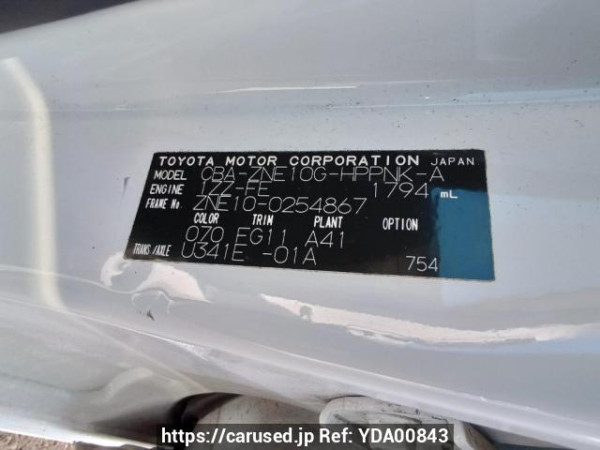 TOYOTA MOTOR CORPORATION JAPAN
MODEL CBA-ZNE10G-HPPNK-A
ENGINE 1ZZ-FE 1794 mL
FRAME No. ZNE10-0254867
COLOR TRIM PLANT OPTION
070 FG11 A41
TRANS/AXLE U341E -01A 754
https://carused.jp Ref: YDA00843